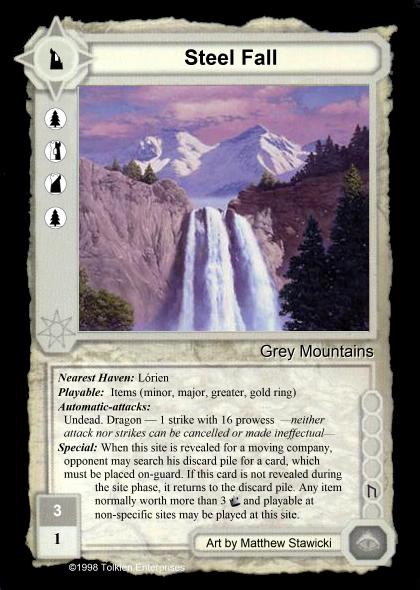 Steel Fall
Grey Mountains
Nearest Haven: Lórien
Playable: Items (minor, major, greater, gold ring)
Automatic-attacks:
Undead. Dragon — 1 strike with 16 prowess —neither
attack nor strikes can be cancelled or made ineffectual—
Special: When this site is revealed for a moving company,
opponent may search his discard pile for a card, which
must be placed on-guard. If this card is not revealed during
the site phase, it returns to the discard pile. Any item
normally worth more than 3 and playable at
non-specific sites may be played at this site.
3
1
Art by Matthew Stawicki
©1998 Tolkien Enterprises